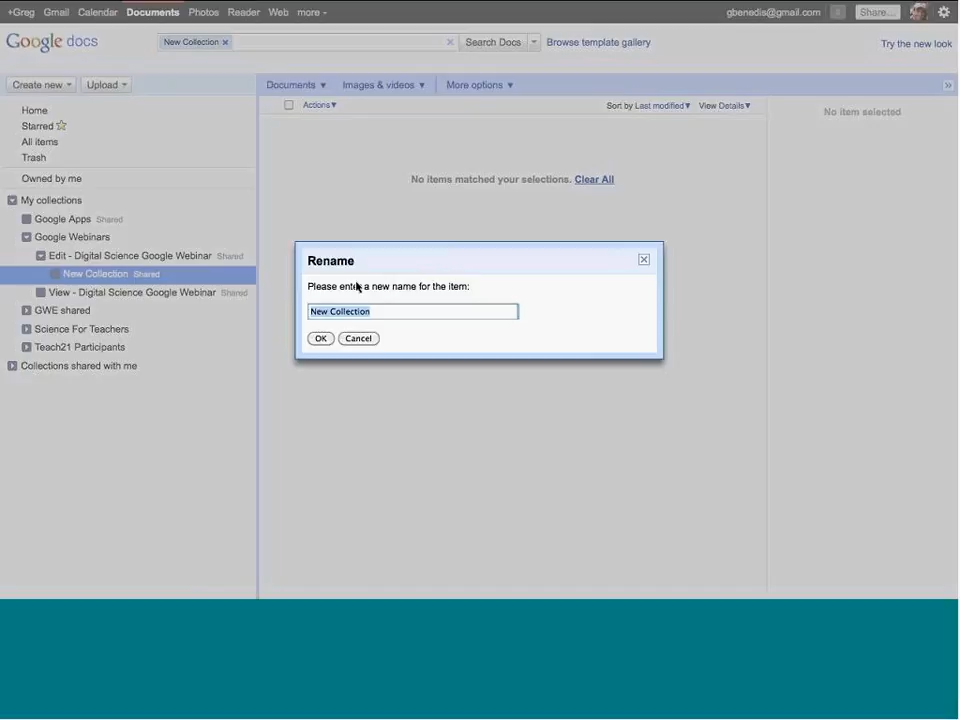 +Greg Gmail Calendar Documents Photos Reader Web more
gbenedis@gmail.com Share...
Google docs
New Collection x
Search Docs
Browse template gallery
Try the new look
Create new
Upload
Documents
Images & videos
More options
Home
Starred
All items
Trash
Owned by me
My collections
Google Apps Shared
Google Webinars
Edit - Digital Science Google Webinar Shared
New Collection Shared
View - Digital Science Google Webinar Shared
GWE shared
Science For Teachers
Teach21 Participants
Collections shared with me
Actions
Sort by Last modified
View Details
No items matched your selections. Clear All
No item selected
Rename
Please enter a new name for the item:
New Collection
OK
Cancel